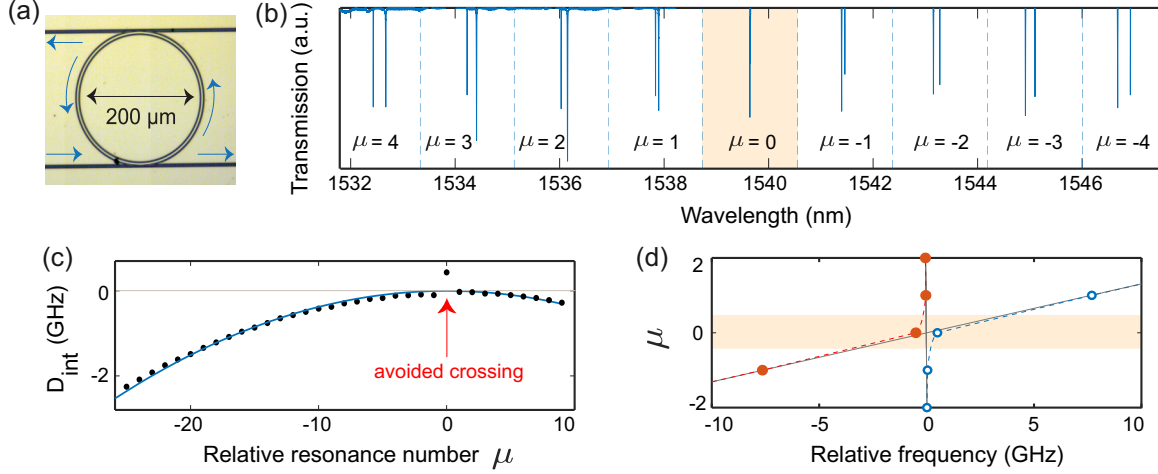 (a)
200 μm
(b)
Transmission (a.u.)
μ = 4
μ = 3
μ = 2
μ = 1
μ = 0
μ = -1
μ = -2
μ = -3
μ = -4
1532
1534
1536
1538
1540
1542
1544
1546
Wavelength (nm)
(c)
D_int (GHz)
0
-2
avoided crossing
-20
-10
0
10
Relative resonance number μ
(d)
μ
2
0
-2
-10
-5
0
5
10
Relative frequency (GHz)